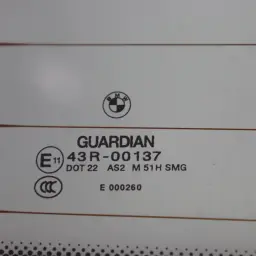 BMW
GUARDIAN
E11 43R-00137
DOT 22 AS2 M 51H SMG
CCC E 000260